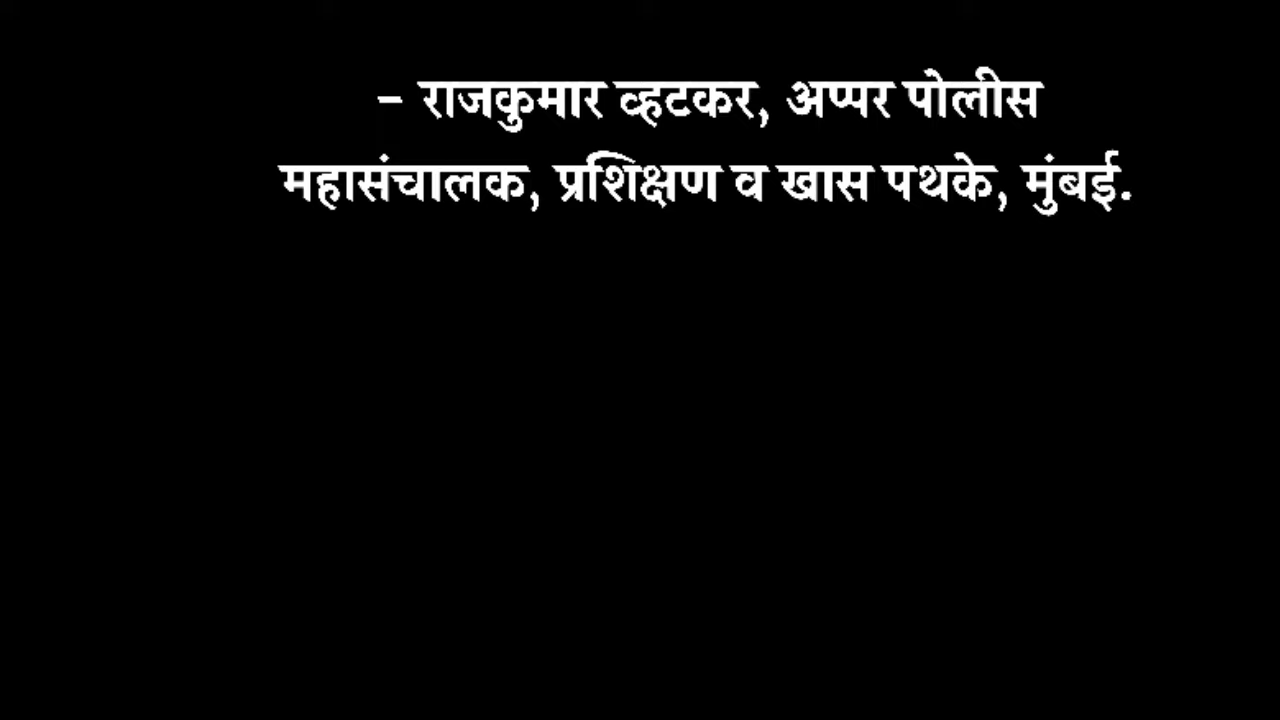 – राजकुमार व्हटकर, अप्पर पोलीस
महासंचालक, प्रशिक्षण व खास पथके, मुंबई.